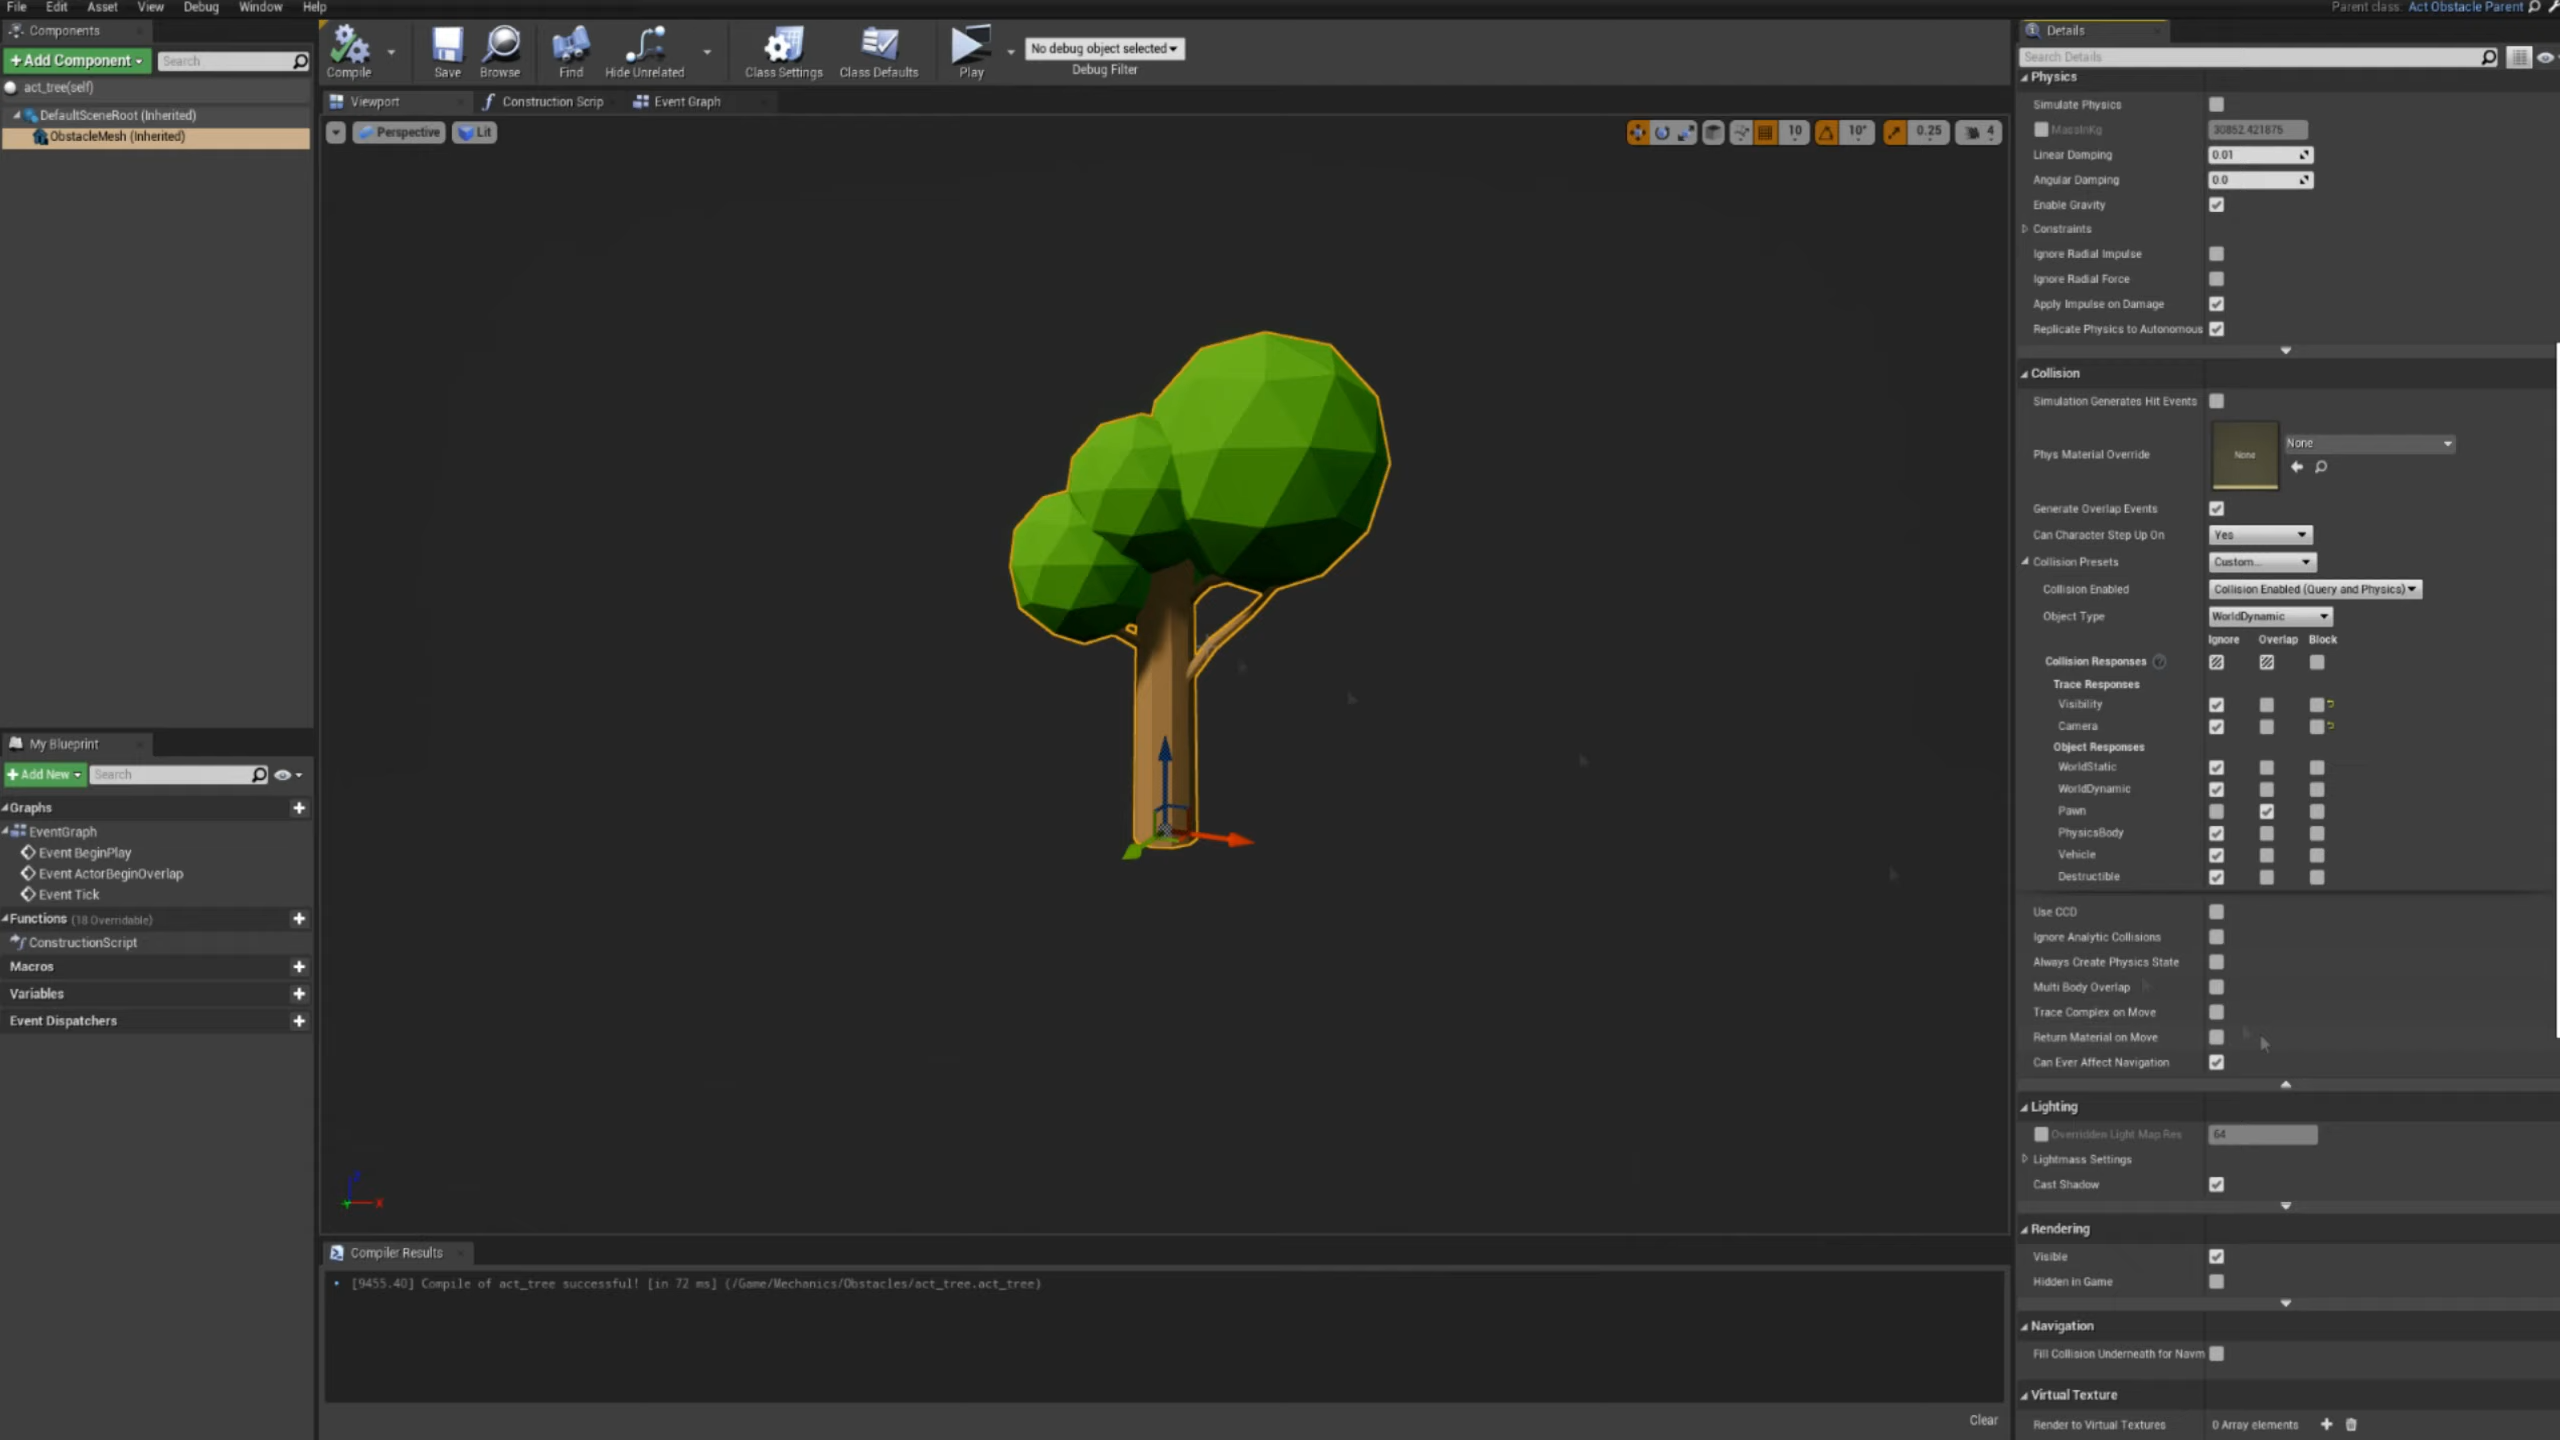 File Edit Asset View Debug Window Help
Parent class: Act Obstacle Parent
Components
+Add Component Search
act_tree(self)
DefaultSceneRoot (Inherited)
ObstacleMesh (Inherited)
Compile Save Browse Find Hide Unrelated Class Settings Class Defaults Play
No debug object selected
Debug Filter
Viewport Construction Scrip Event Graph
Perspective Lit
10 10° 0.25 4
My Blueprint
+Add New Search
Graphs
EventGraph
Event BeginPlay
Event ActorBeginOverlap
Event Tick
Functions (18 Overridable)
ConstructionScript
Macros
Variables
Event Dispatchers
Compiler Results
[9455.40] Compile of act_tree successful! [in 72 ms] (/Game/Mechanics/Obstacles/act_tree.act_tree)
Clear
Details
Search Details
Physics
Simulate Physics
MassInKg 30852.421875
Linear Damping 0.01
Angular Damping 0.0
Enable Gravity
Constraints
Ignore Radial Impulse
Ignore Radial Force
Apply Impulse on Damage
Replicate Physics to Autonomous
Collision
Simulation Generates Hit Events
Phys Material Override None None
Generate Overlap Events
Can Character Step Up On Yes
Collision Presets Custom...
Collision Enabled Collision Enabled (Query and Physics)
Object Type WorldDynamic
Ignore Overlap Block
Collision Responses
Trace Responses
Visibility
Camera
Object Responses
WorldStatic
WorldDynamic
Pawn
PhysicsBody
Vehicle
Destructible
Use CCD
Ignore Analytic Collisions
Always Create Physics State
Multi Body Overlap
Trace Complex on Move
Return Material on Move
Can Ever Affect Navigation
Lighting
Overridden Light Map Res 64
Lightmass Settings
Cast Shadow
Rendering
Visible
Hidden in Game
Navigation
Fill Collision Underneath for Navm
Virtual Texture
Render to Virtual Textures 0 Array elements